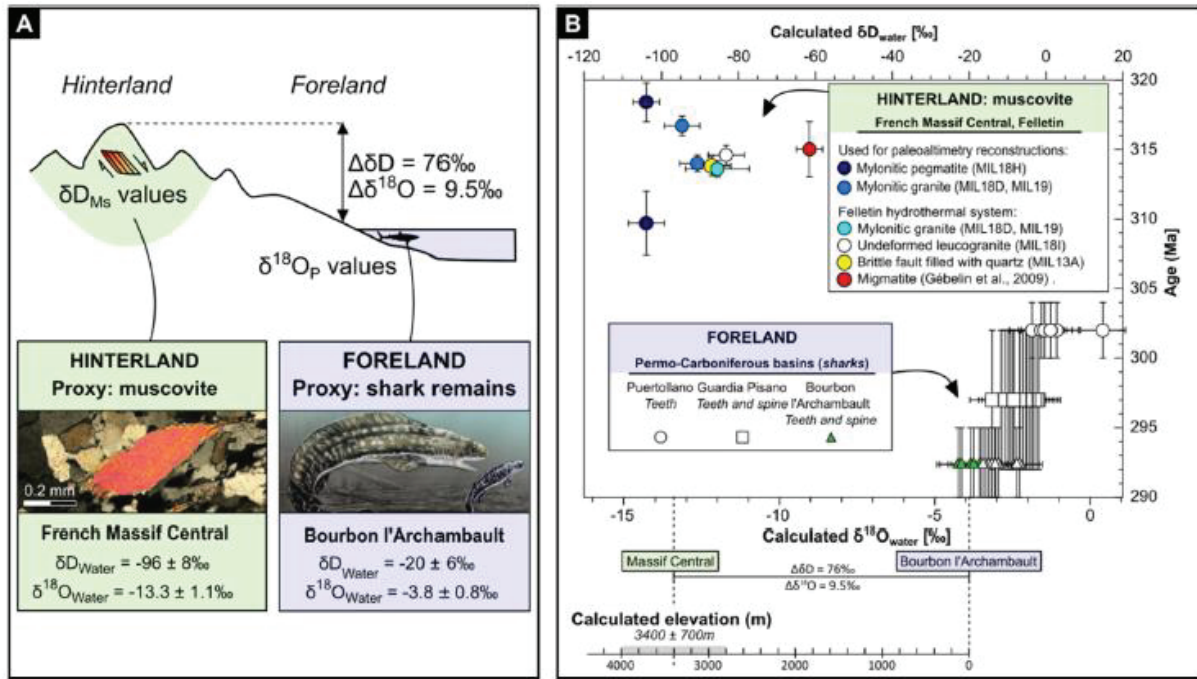 A
Hinterland
Foreland
ΔδD = 76‰
Δδ¹⁸O = 9.5‰
δD_Ms values
δ¹⁸O_P values
HINTERLAND
Proxy: muscovite
0.2 mm
French Massif Central
δD_Water = -96 ± 8‰
δ¹⁸O_Water = -13.3 ± 1.1‰
FORELAND
Proxy: shark remains
Bourbon l'Archambault
δD_Water = -20 ± 6‰
δ¹⁸O_Water = -3.8 ± 0.8‰
B
Calculated δD_water [‰]
-120 -100 -80 -60 -40 -20 0 20
320
315
310
305
300
295
290
Age (Ma)
HINTERLAND: muscovite
French Massif Central, Felletin
Used for paleoaltimetry reconstructions:
Mylonitic pegmatite (MIL18H)
Mylonitic granite (MIL18D, MIL19)
Felletin hydrothermal system:
Mylonitic granite (MIL18D, MIL19)
Undeformed leucogranite (MIL18I)
Brittle fault filled with quartz (MIL13A)
Migmatite (Gébelin et al., 2009) .
FORELAND
Permo-Carboniferous basins (sharks)
Puertollano Guardia Pisano Bourbon
Teeth Teeth and spine l'Archambault
Teeth and spine
-15 -10 -5 0
Calculated δ¹⁸O_water [‰]
Massif Central
Bourbon l'Archambault
ΔδD = 76‰
Δδ¹⁸O = 9.5‰
Calculated elevation (m)
3400 ± 700m
4000 3000 2000 1000 0